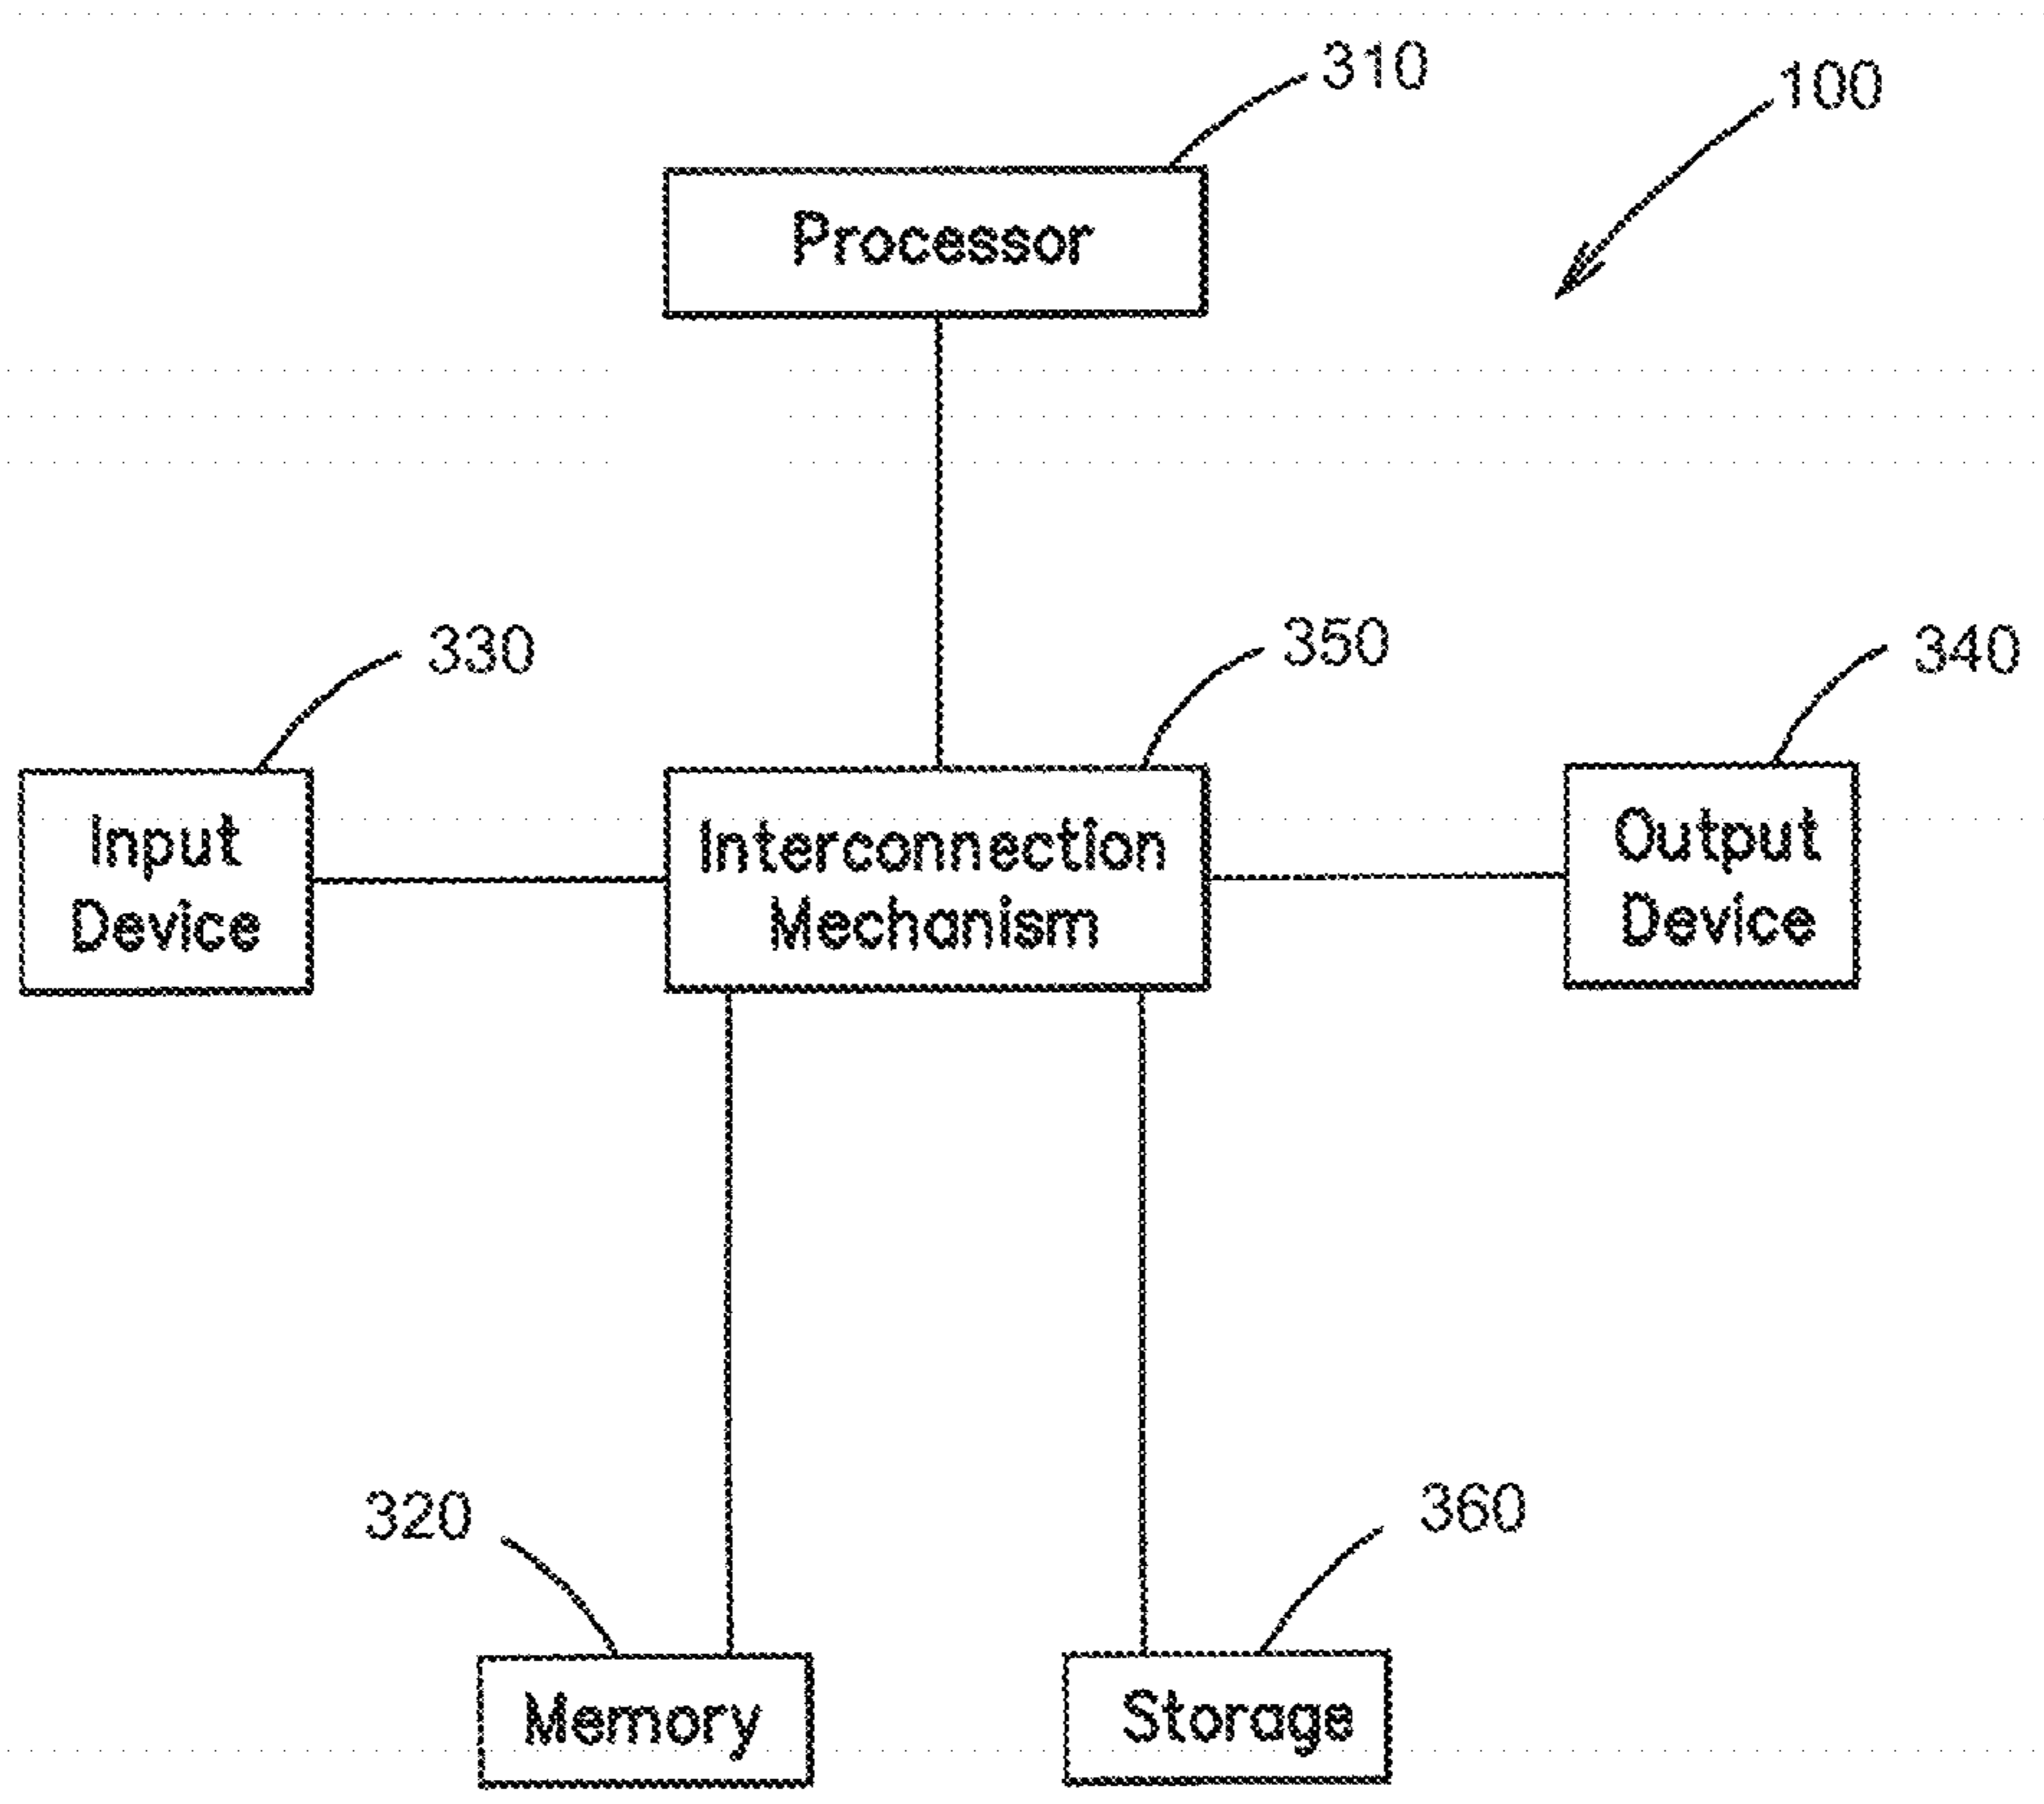 310
100
Processor
330
350
340
Input
Device
Interconnection
Mechanism
Output
Device
320
360
Memory
Storage